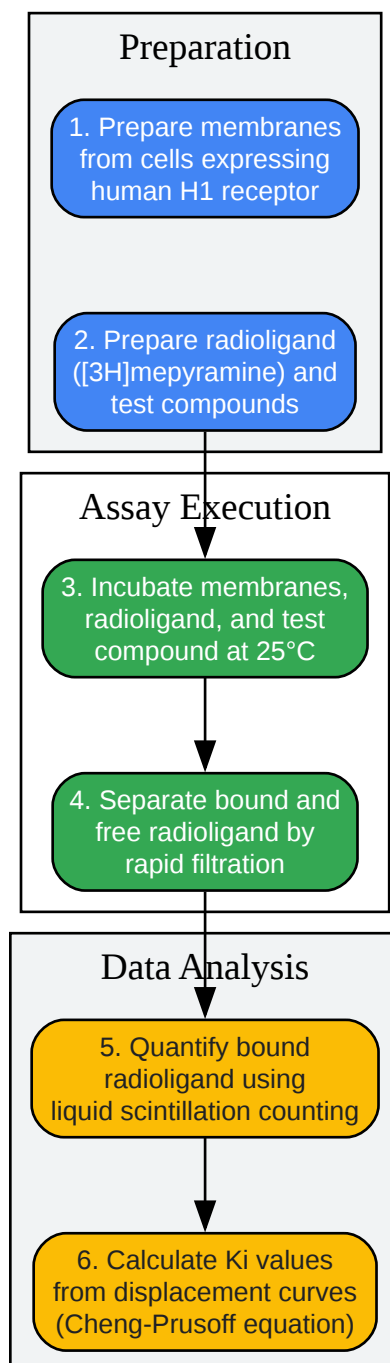 Preparation
1. Prepare membranes
from cells expressing
human H1 receptor
2. Prepare radioligand
([3H]mepyramine) and
test compounds
Assay Execution
3. Incubate membranes,
radioligand, and test
compound at 25°C
4. Separate bound and
free radioligand by
rapid filtration
Data Analysis
5. Quantify bound
radioligand using
liquid scintillation counting
6. Calculate Ki values
from displacement curves
(Cheng-Prusoff equation)